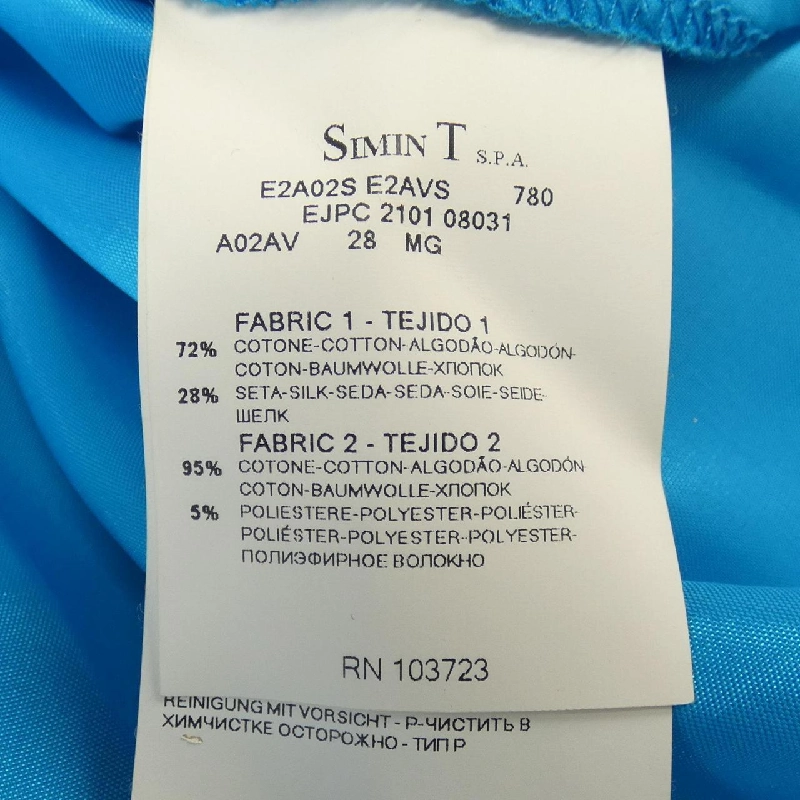 SIMIN T S.P.A.
E2A02S E2AVS 780
EJPC 2101 08031
A02AV 28 MG
FABRIC 1 - TEJIDO 1
72% COTONE-COTTON-ALGODÃO-ALGODÓN-
COTON-BAUMWOLLE-ХЛОПОК
28% SETA-SILK-SEDA-SEDA-SOIE-SEIDE-
ШЕЛК
FABRIC 2 - TEJIDO 2
95% COTONE-COTTON-ALGODÃO-ALGODÓN-
COTON-BAUMWOLLE-ХЛОПОК
5% POLIESTERE-POLYESTER-POLIÉSTER-
POLIÉSTER-POLYESTER-POLYESTER-
ПОЛИЭФИРНОЕ ВОЛОКНО
RN 103723
REINIGUNG MIT VORSICHT - P-ЧИСТИТЬ В
ХИМЧИСТКЕ ОСТОРОЖНО - ТИП P